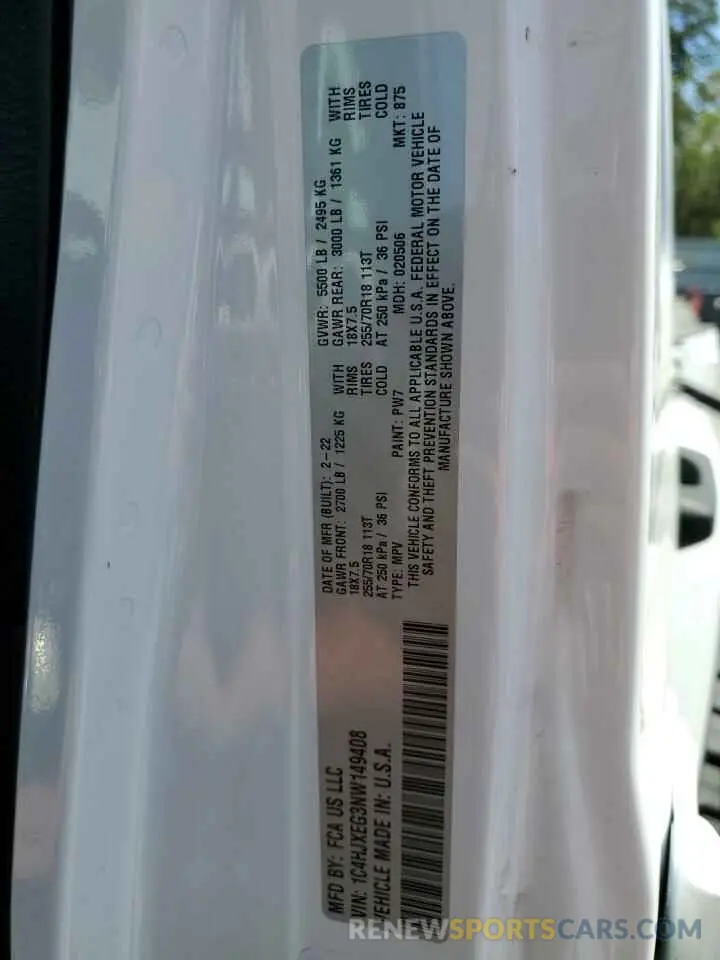 MFD BY: FCA US LLC
DATE OF MFR (BUILT): 2-22 GVWR: 5500 LB / 2495 KG
GAWR FRONT: 2700 LB / 1225 KG WITH GAWR REAR: 3000 LB / 1361 KG WITH
18X7.5 RIMS 18X7.5 RIMS
255/70R18 113T TIRES 255/70R18 113T TIRES
AT 250 kPa / 36 PSI COLD AT 250 kPa / 36 PSI COLD
VIN: 1C4HJXEG3NW149408
TYPE: MPV PAINT: PW7 MDH: 020506 MKT: 875
VEHICLE MADE IN: U.S.A.
THIS VEHICLE CONFORMS TO ALL APPLICABLE U.S.A. FEDERAL MOTOR VEHICLE
SAFETY AND THEFT PREVENTION STANDARDS IN EFFECT ON THE DATE OF
MANUFACTURE SHOWN ABOVE.
RENEWSPORTSCARS.COM